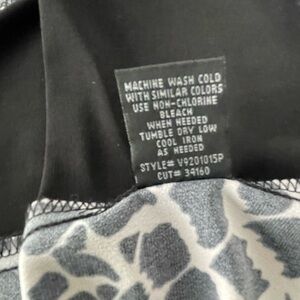 MACHINE WASH COLD
WITH SIMILAR COLORS
USE NON-CHLORINE
BLEACH
WHEN NEEDED
TUMBLE DRY LOW
COOL IRON
AS NEEDED
STYLE# V9201015P
CUT# 34160